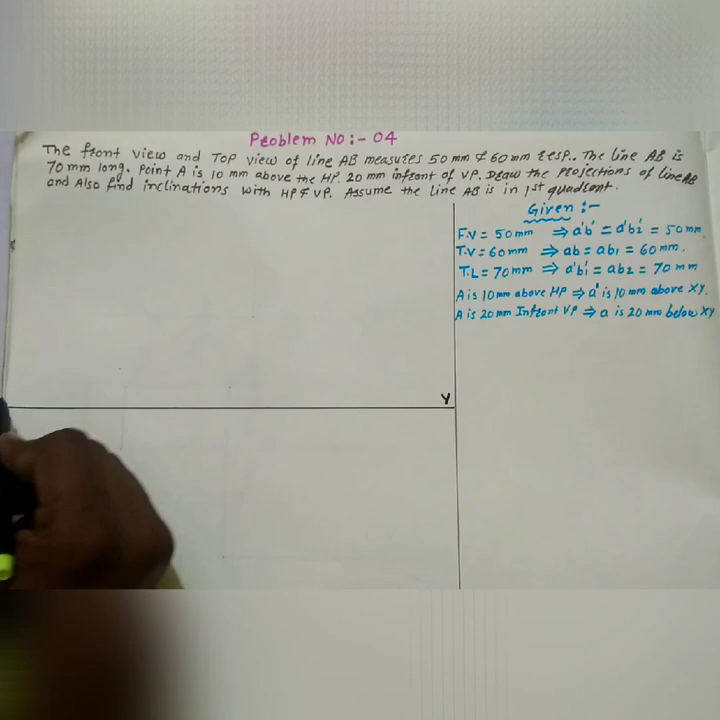 Problem NO:- 04
The front view and Top view of line AB measures 50 mm & 60 mm resp.. The line AB is
70 mm long. Point A is 10 mm above the HP. 20 mm infront of VP. Draw the projections of line AB
and Also find inclinations with HP & VP. Assume the line AB is in 1st quadrant.
Given :-
F.V = 50 mm ⇒ a'b' = a'b2' = 50 mm.
T.V = 60 mm ⇒ ab = ab1 = 60 mm.
T.L = 70 mm ⇒ a'b1' = ab2 = 70 mm
A is 10 mm above HP ⇒ a' is 10 mm above XY.
A is 20 mm Infront VP ⇒ a is 20 mm below XY
Y